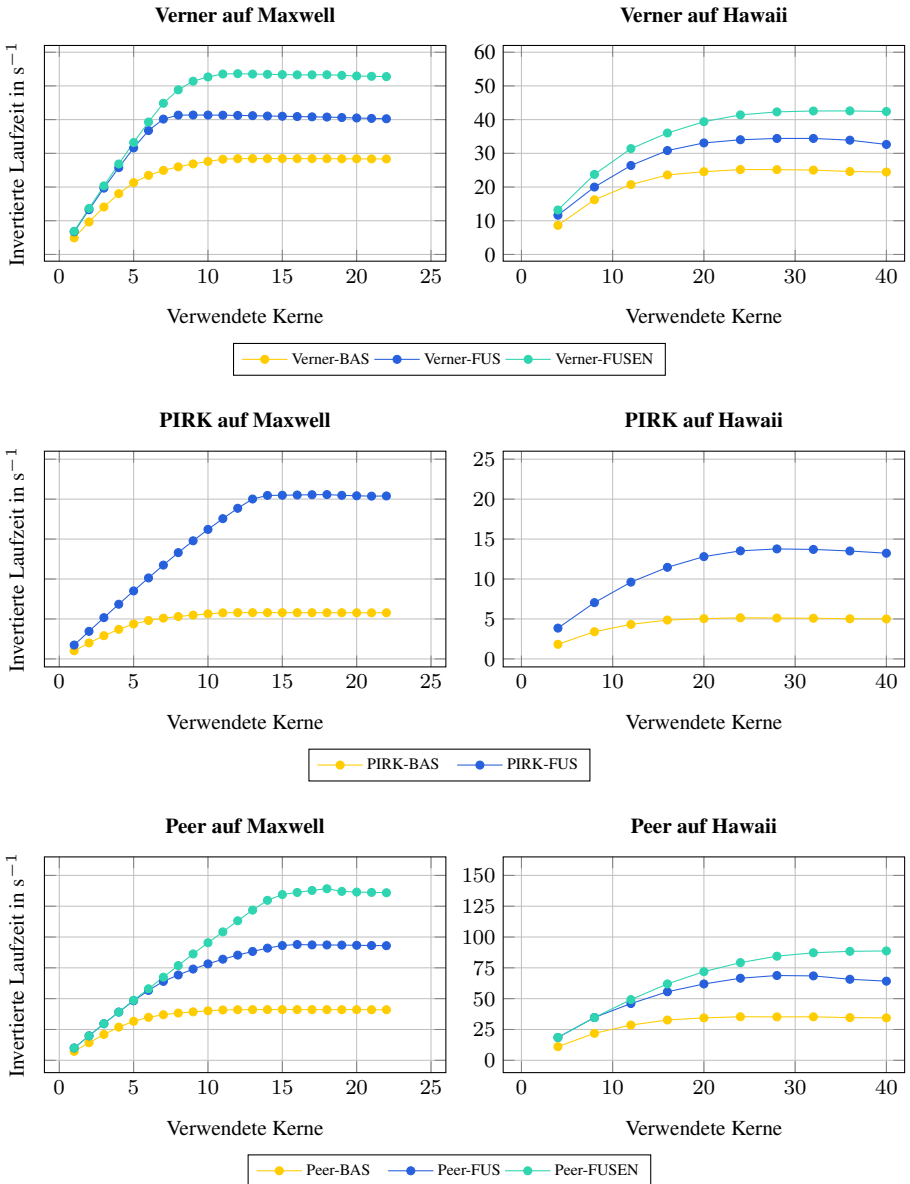 Verner auf Maxwell
Verner auf Hawaii
Invertierte Laufzeit in s−1
0 5 10 15 20 25
Verwendete Kerne
60
50
40
30
20
10
0
0 10 20 30 40
Verwendete Kerne
Verner-BAS Verner-FUS Verner-FUSEN
PIRK auf Maxwell
PIRK auf Hawaii
Invertierte Laufzeit in s−1
0 5 10 15 20 25
Verwendete Kerne
25
20
15
10
5
0
0 10 20 30 40
Verwendete Kerne
PIRK-BAS PIRK-FUS
Peer auf Maxwell
Peer auf Hawaii
Invertierte Laufzeit in s−1
0 5 10 15 20 25
Verwendete Kerne
150
125
100
75
50
25
0
0 10 20 30 40
Verwendete Kerne
Peer-BAS Peer-FUS Peer-FUSEN